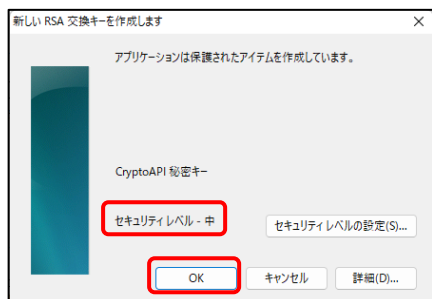 新しい RSA 交換キーを作成します
アプリケーションは保護されたアイテムを作成しています。
CryptoAPI 秘密キー
セキュリティ レベル - 中
セキュリティ レベルの設定(S)...
OK
キャンセル
詳細(D)...